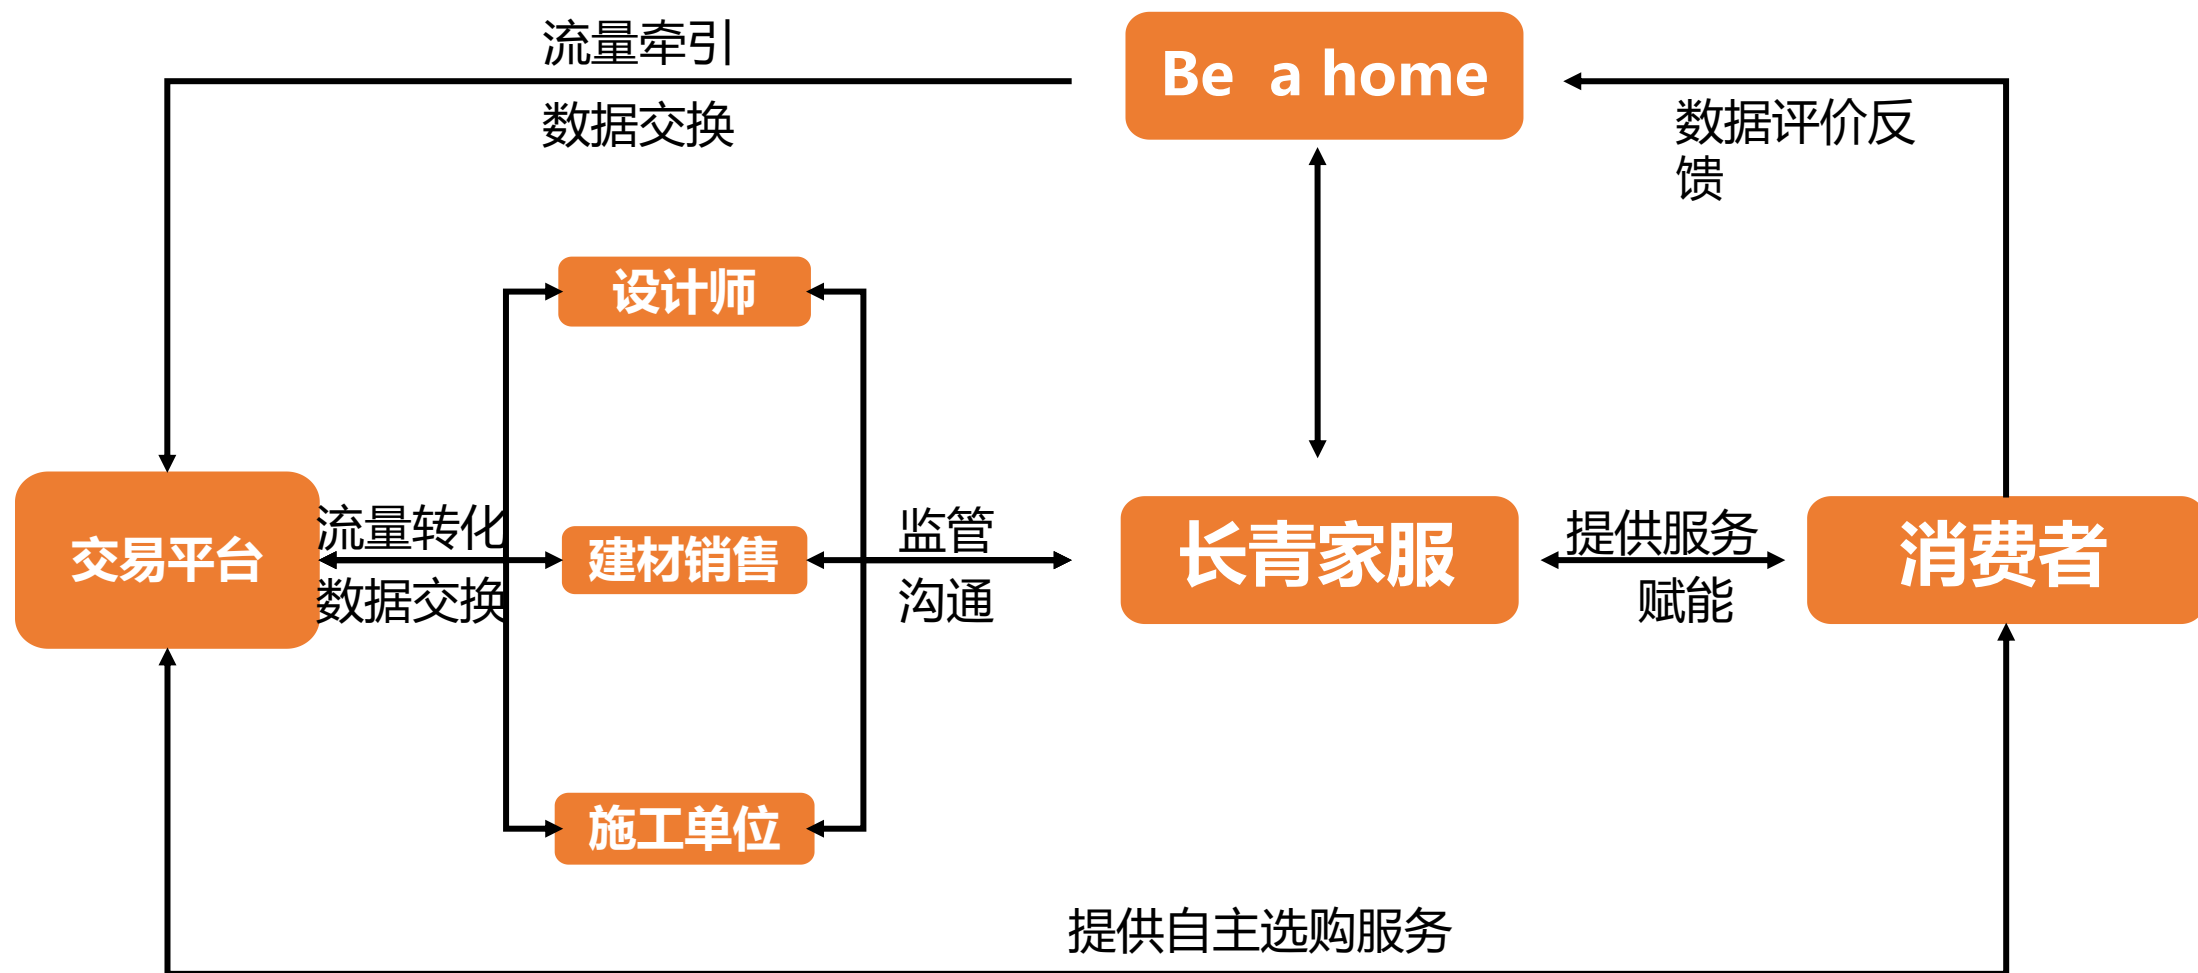 流量牵引
Be a home
数据交换
数据评价反
馈
设计师
流量转化
监管
提供服务
交易平台
建材销售
长青家服
消费者
数据交换
沟通
赋能
施工单位
提供自主选购服务